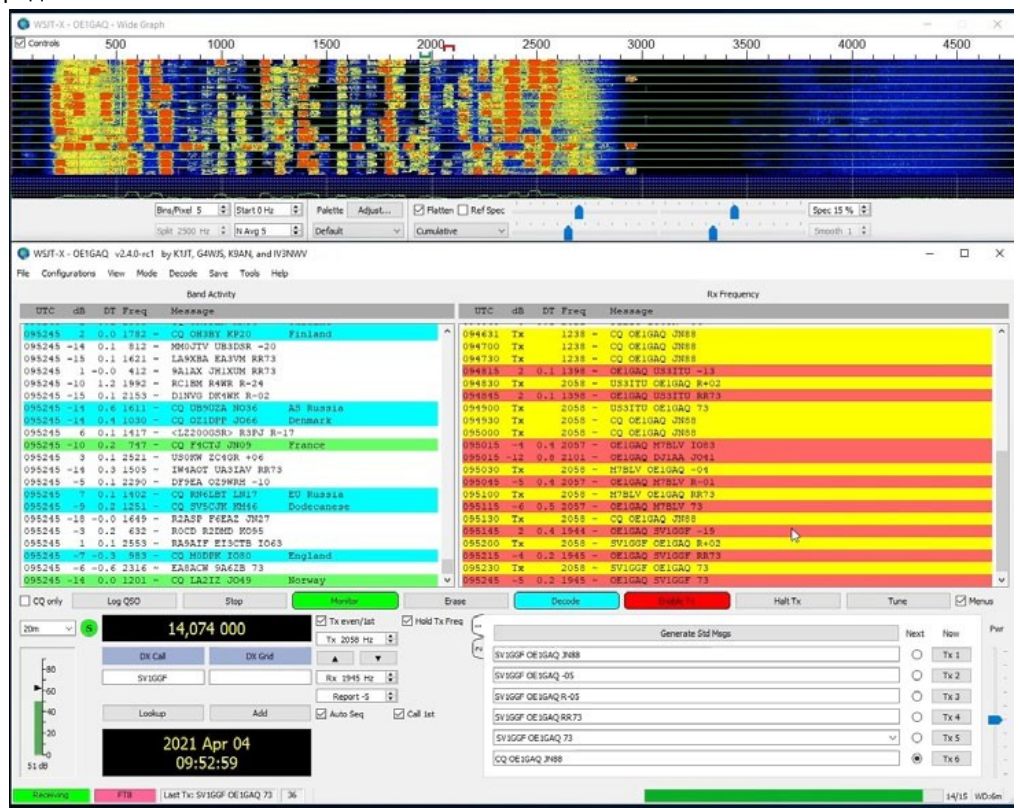 WSJT-X - OE1GAQ - Wide Graph
Controls 500 1000 1500 2000 2500 3000 3500 4000 4500
Bins/Pixel 5 Start 0 Hz Palette Adjust... Flatten Ref Spec Spec 15 %
Split 2500 Hz N Avg 5 Default Cumulative Smooth 1
WSJT-X - OE1GAQ v2.4.0-rc1 by K1JT, G4WJS, K9AN, and IV3NWV
File Configurations View Mode Decode Save Tools Help
Band Activity
UTC dB DT Freq Message
095245 2 0.0 1782 ~ CQ OH3BY KP20 Finland
095245 -14 0.1 812 ~ MM0JTV UB3DSR -20
095245 -15 0.1 1621 ~ LA9XBA EA3VM RR73
095245 1 -0.0 412 ~ 9A1AX JH1XUM RR73
095245 -10 1.2 1992 ~ RC1BM R4WR R-24
095245 -15 0.1 2153 ~ D1NVG DK4WK R-02
095245 -14 0.6 1611 ~ CQ UB9UZA NO36 AS Russia
095245 -14 0.4 1030 ~ CQ OZ1DPP JO66 Denmark
095245 6 0.1 1417 ~ <LZ200GSR> R3PJ R-17
095245 -10 0.2 747 ~ CQ F4CTJ JN09 France
095245 3 0.1 2521 ~ US0KW ZC4GR +06
095245 -14 0.3 1505 ~ IW4AOT UA3IAV RR73
095245 -5 0.1 2290 ~ DF9EA OZ9WRH -10
095245 7 0.1 1402 ~ CQ RN6LBT LN17 EU Russia
095245 -9 0.2 1251 ~ CQ SV5CJK KM46 Dodecanese
095245 -18 -0.0 1649 ~ R2ASP F6EAZ JN27
095245 -3 0.2 632 ~ R0CD R2DMD KO95
095245 1 0.1 2553 ~ RA9AIF EI3CTB IO63
095245 -7 -0.3 983 ~ CQ M0DPK IO80 England
095245 -6 -0.6 2316 ~ EA8ACW 9A6ZB 73
095245 -14 0.0 1201 ~ CQ LA2IZ JO49 Norway
Rx Frequency
UTC dB DT Freq Message
094631 Tx 1238 ~ CQ OE1GAQ JN88
094700 Tx 1238 ~ CQ OE1GAQ JN88
094730 Tx 1238 ~ CQ OE1GAQ JN88
094815 2 0.1 1398 ~ OE1GAQ US3ITU -13
094830 Tx 2058 ~ US3ITU OE1GAQ R+02
094845 2 0.1 1398 ~ OE1GAQ US3ITU RR73
094900 Tx 2058 ~ US3ITU OE1GAQ 73
094930 Tx 2058 ~ CQ OE1GAQ JN88
095000 Tx 2058 ~ CQ OE1GAQ JN88
095015 -4 0.4 2057 ~ OE1GAQ M7BLV IO83
095015 -12 0.8 2101 ~ OE1GAQ DJ1AA JO41
095030 Tx 2058 ~ M7BLV OE1GAQ -04
095045 -5 0.4 2057 ~ OE1GAQ M7BLV R-01
095100 Tx 2058 ~ M7BLV OE1GAQ RR73
095115 -6 0.5 2057 ~ OE1GAQ M7BLV 73
095130 Tx 2058 ~ CQ OE1GAQ JN88
095145 2 0.4 1944 ~ OE1GAQ SV1GGF -15
095200 Tx 2058 ~ SV1GGF OE1GAQ R+02
095215 -4 0.2 1945 ~ OE1GAQ SV1GGF RR73
095230 Tx 2058 ~ SV1GGF OE1GAQ 73
095245 -5 0.2 1945 ~ OE1GAQ SV1GGF 73
CQ only Log QSO Stop Monitor Erase Decode Enable Tx Halt Tx Tune Menus
20m S 14,074 000
Tx even/1st Hold Tx Freq
Tx 2058 Hz
DX Call DX Grid
SV1GGF
Rx 1945 Hz
Report -5
Lookup Add
Auto Seq Call 1st
2021 Apr 04
09:52:59
-80
-60
-40
-20
-0
51 dB
1
2
Generate Std Msgs Next Now Pwr
SV1GGF OE1GAQ JN88 Tx 1
SV1GGF OE1GAQ -05 Tx 2
SV1GGF OE1GAQ R-05 Tx 3
SV1GGF OE1GAQ RR73 Tx 4
SV1GGF OE1GAQ 73 Tx 5
CQ OE1GAQ JN88 Tx 6
Receiving FT8 Last Tx: SV1GGF OE1GAQ 73 36 14/15 WD:6m